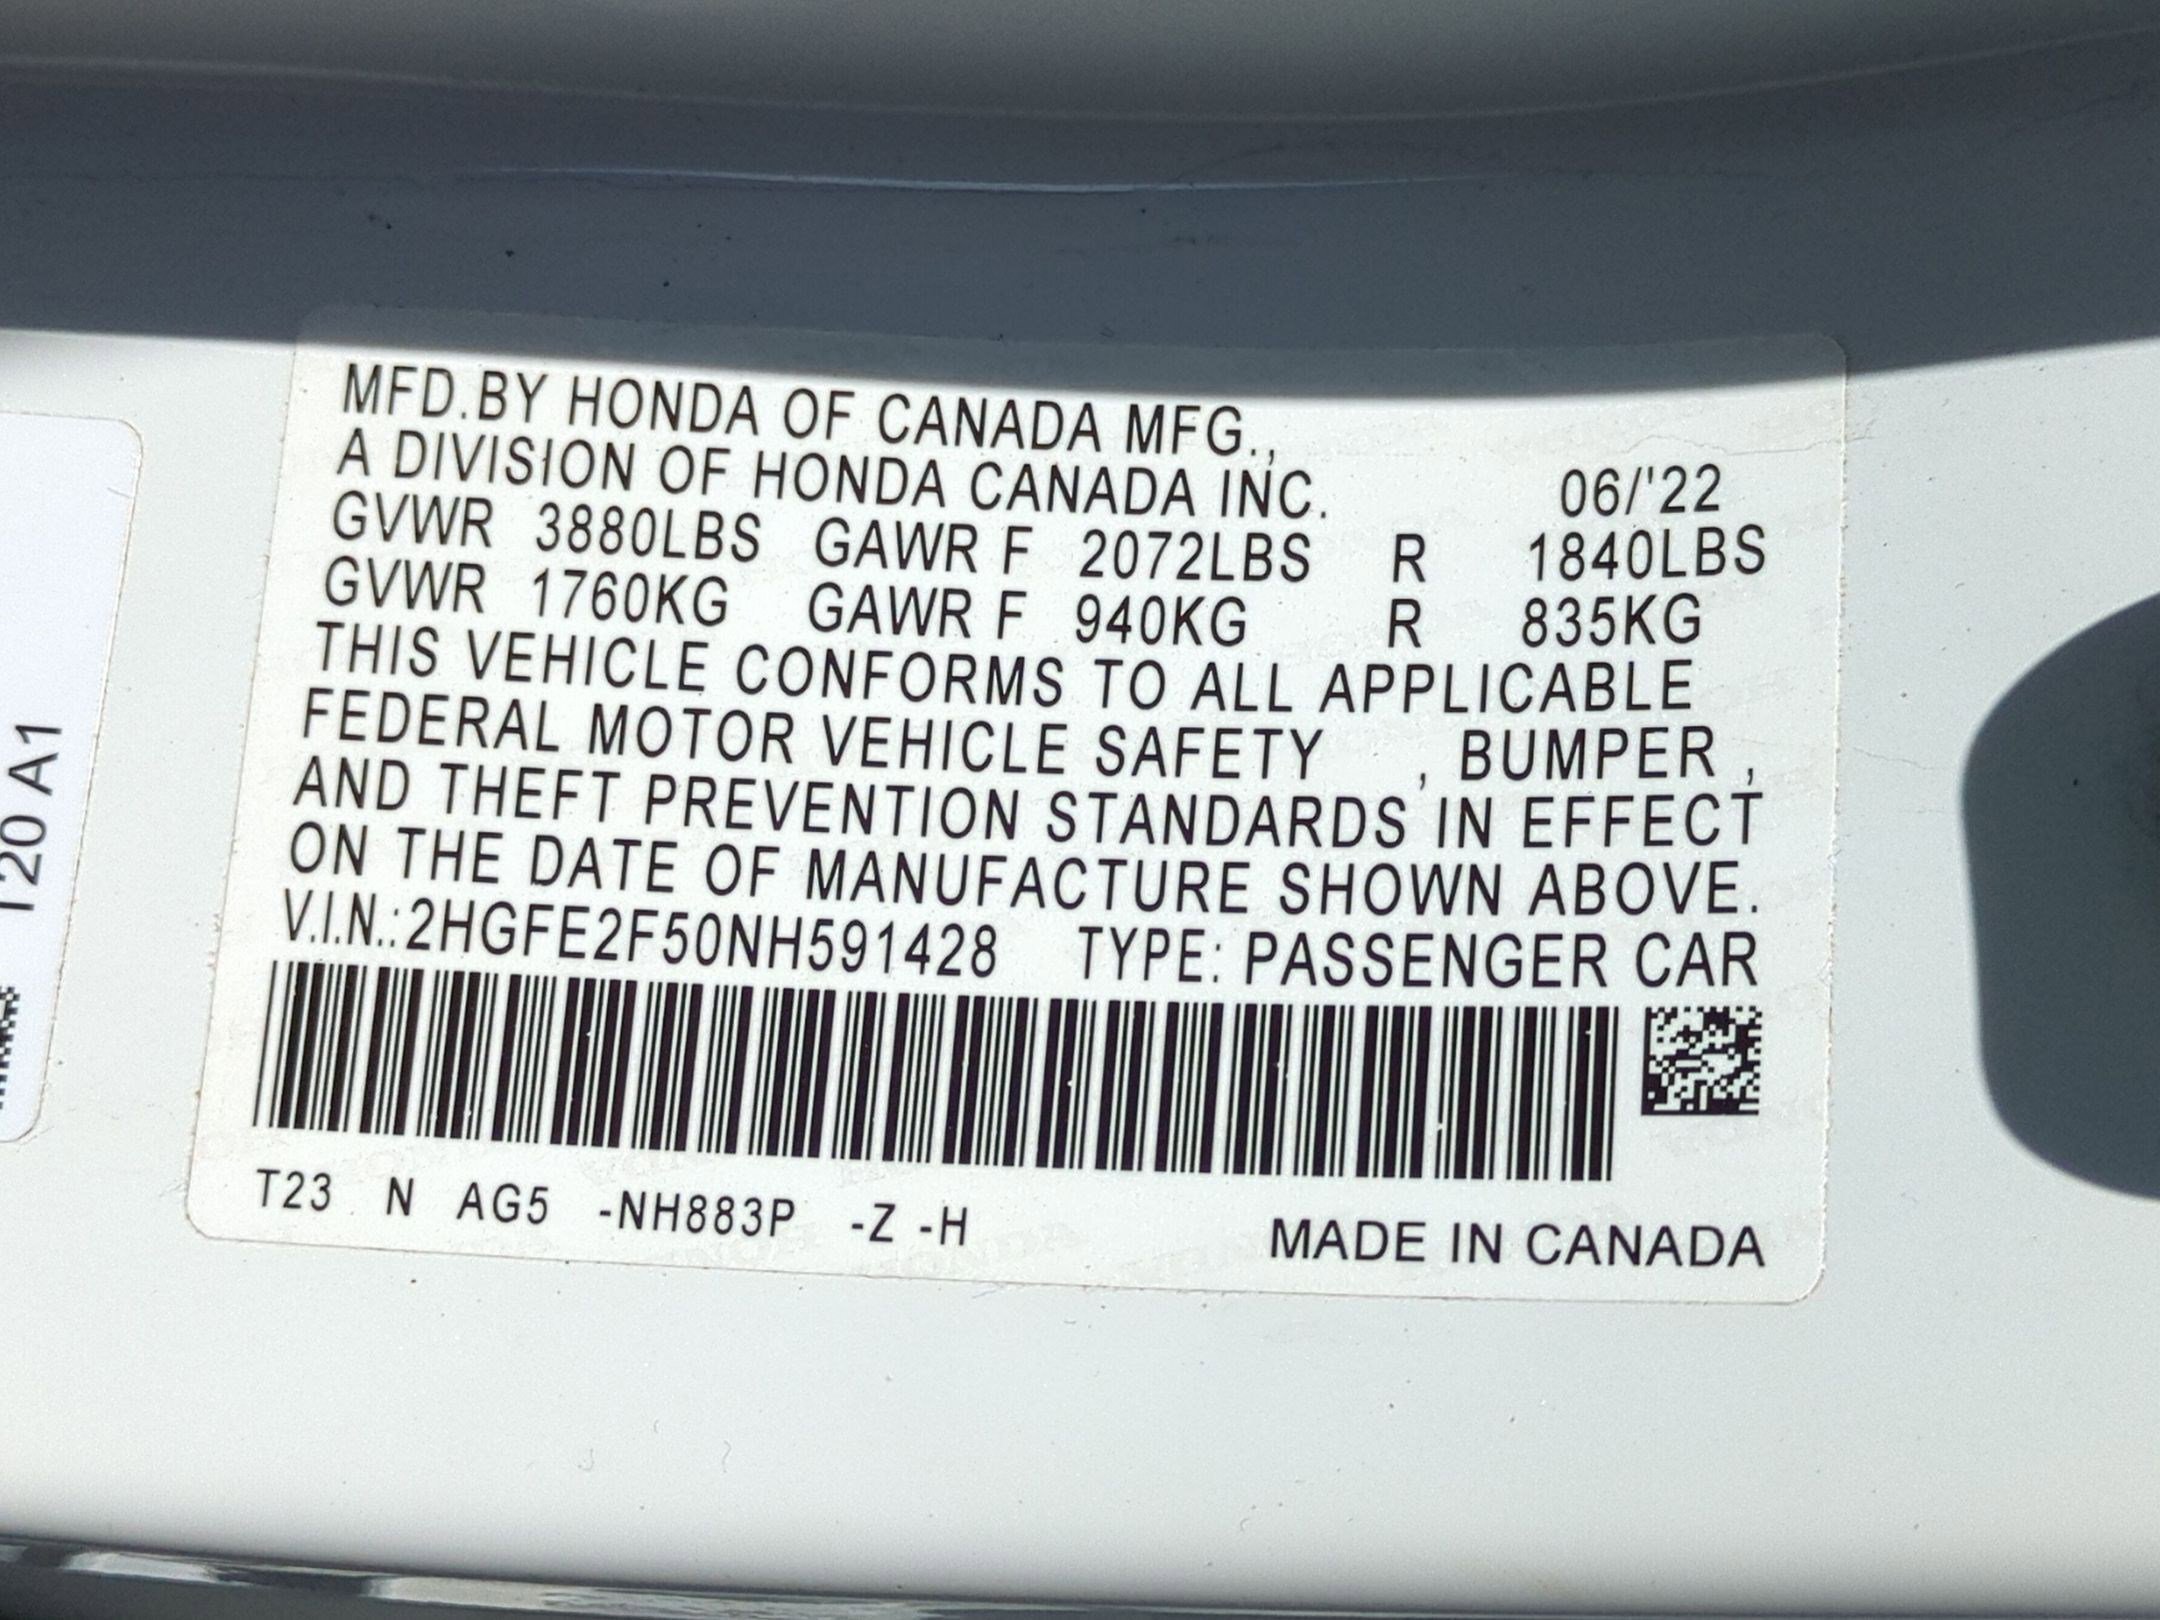 MFD.BY HONDA OF CANADA MFG.,
A DIVISION OF HONDA CANADA INC. 06/'22
GVWR 3880LBS GAWR F 2072LBS R 1840LBS
GVWR 1760KG GAWR F 940KG R 835KG
THIS VEHICLE CONFORMS TO ALL APPLICABLE
FEDERAL MOTOR VEHICLE SAFETY , BUMPER ,
AND THEFT PREVENTION STANDARDS IN EFFECT
ON THE DATE OF MANUFACTURE SHOWN ABOVE.
V.I.N.:2HGFE2F50NH591428 TYPE: PASSENGER CAR
T23 N AG5 -NH883P -Z -H
MADE IN CANADA
T20 A1